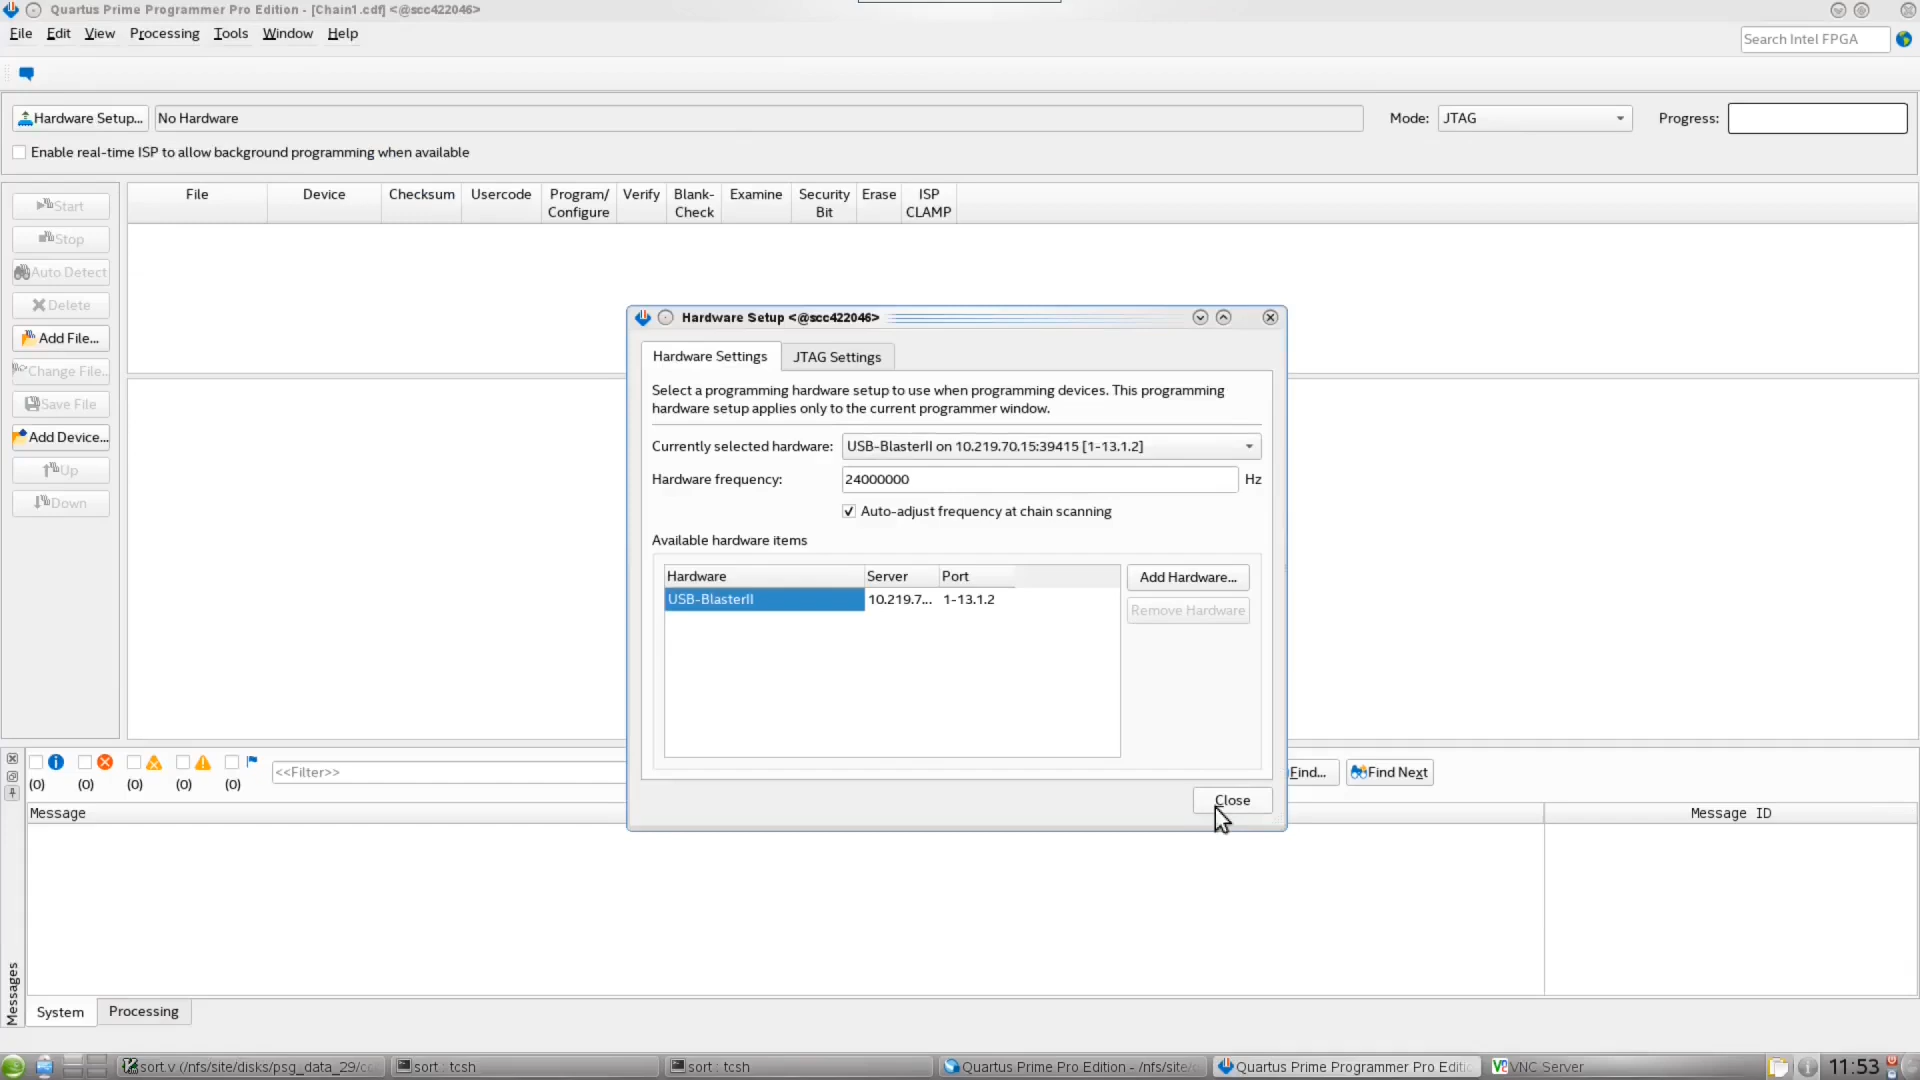 Quartus Prime Programmer Pro Edition - [Chain1.cdf] <@scc422046>
File Edit View Processing Tools Window Help
Search Intel FPGA
Hardware Setup... No Hardware Mode: JTAG Progress:
Enable real-time ISP to allow background programming when available
File Device Checksum Usercode Program/ Configure Verify Blank- Check Examine Security Bit Erase ISP CLAMP
Start
Stop
Auto Detect
Delete
Add File...
Change File..
Save File
Add Device...
Up
Down
Hardware Setup <@scc422046>
Hardware Settings JTAG Settings
Select a programming hardware setup to use when programming devices. This programming
hardware setup applies only to the current programmer window.
Currently selected hardware: USB-BlasterII on 10.219.70.15:39415 [1-13.1.2]
Hardware frequency: 24000000 Hz
Auto-adjust frequency at chain scanning
Available hardware items
Hardware Server Port
USB-BlasterII 10.219.7... 1-13.1.2
Add Hardware...
Remove Hardware
Close
(0) (0) (0) (0) (0) <<Filter>> Find... Find Next
Message Message ID
Messages
System Processing
sort.v (/nfs/site/disks/psg_data_29/cc sort : tcsh sort : tcsh Quartus Prime Pro Edition - /nfs/site/ Quartus Prime Programmer Pro Editi VNC Server 11:53